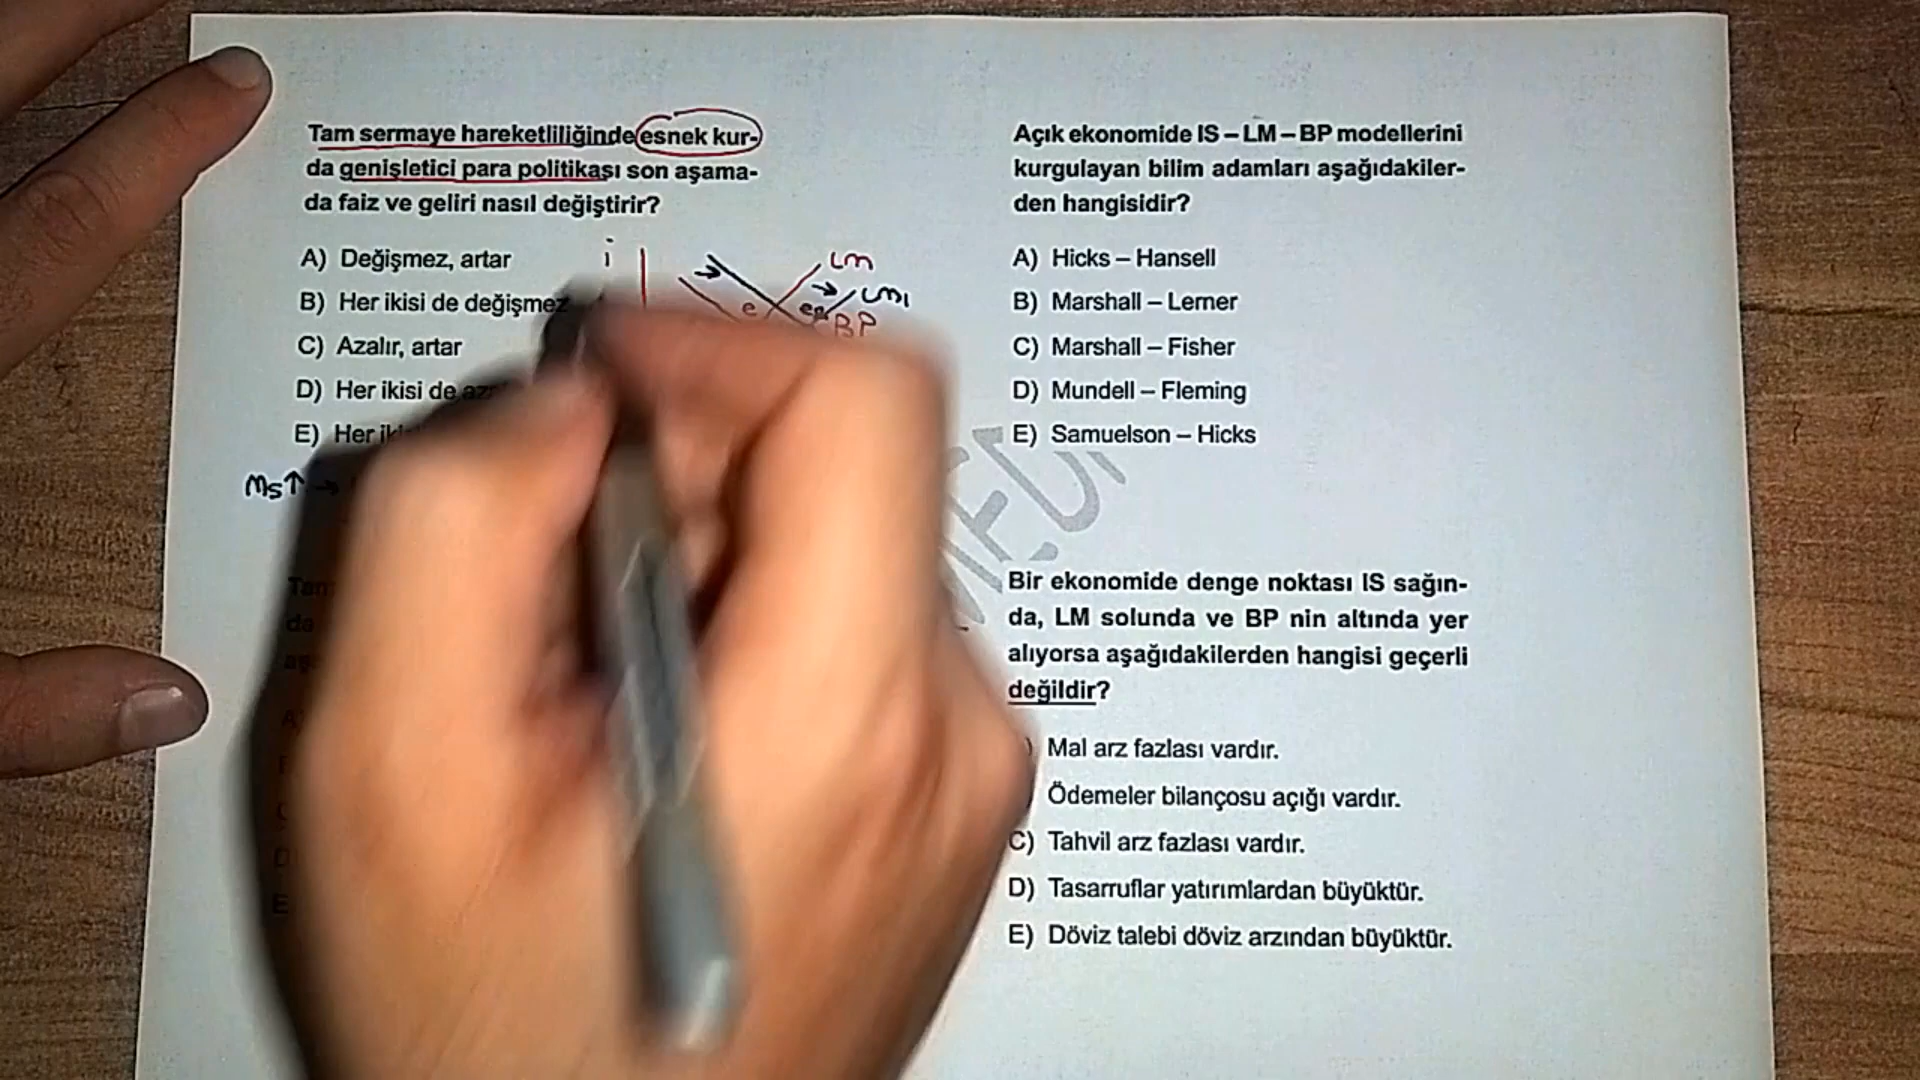 Tam sermaye hareketliliğinde esnek kur-
da genişletici para politikası son aşama-
da faiz ve geliri nasıl değiştirir?
A) Değişmez, artar
B) Her ikisi de değişmez
C) Azalır, artar
D) Her ikisi de
E) Her
i
LM
LM1
e
BP
Ms↑ →
Açık ekonomide IS – LM – BP modellerini
kurgulayan bilim adamları aşağıdakiler-
den hangisidir?
A) Hicks – Hansell
B) Marshall – Lerner
C) Marshall – Fisher
D) Mundell – Fleming
E) Samuelson – Hicks
Bir ekonomide denge noktası IS sağın-
da, LM solunda ve BP nin altında yer
alıyorsa aşağıdakilerden hangisi geçerli
değildir?
Mal arz fazlası vardır.
Ödemeler bilançosu açığı vardır.
C) Tahvil arz fazlası vardır.
D) Tasarruflar yatırımlardan büyüktür.
E) Döviz talebi döviz arzından büyüktür.